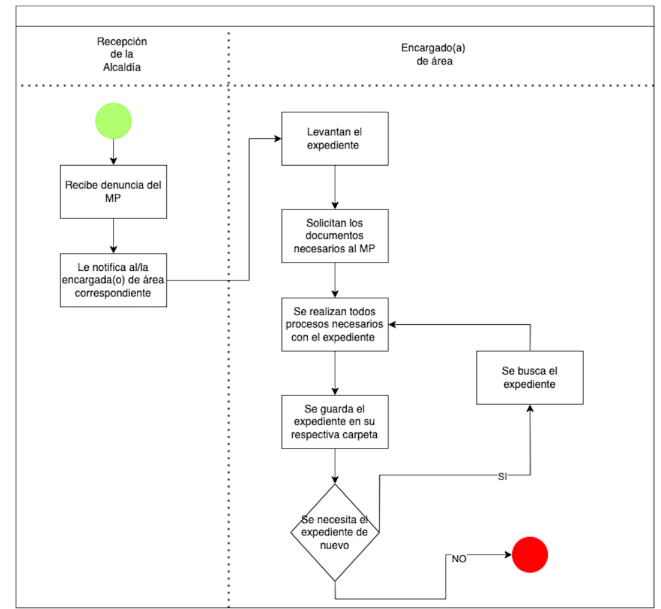 Recepción
de la
Alcaldía
Encargado(a)
de área
Recibe denuncia del
MP
Le notifica al/la
encargada(o) de área
correspondiente
Levantan el
expediente
Solicitan los
documentos
necesarios al MP
Se realizan todos
procesos necesarios
con el expediente
Se guarda el
expediente en su
respectiva carpeta
Se necesita el
expediente de
nuevo
Se busca el
expediente
SI
NO